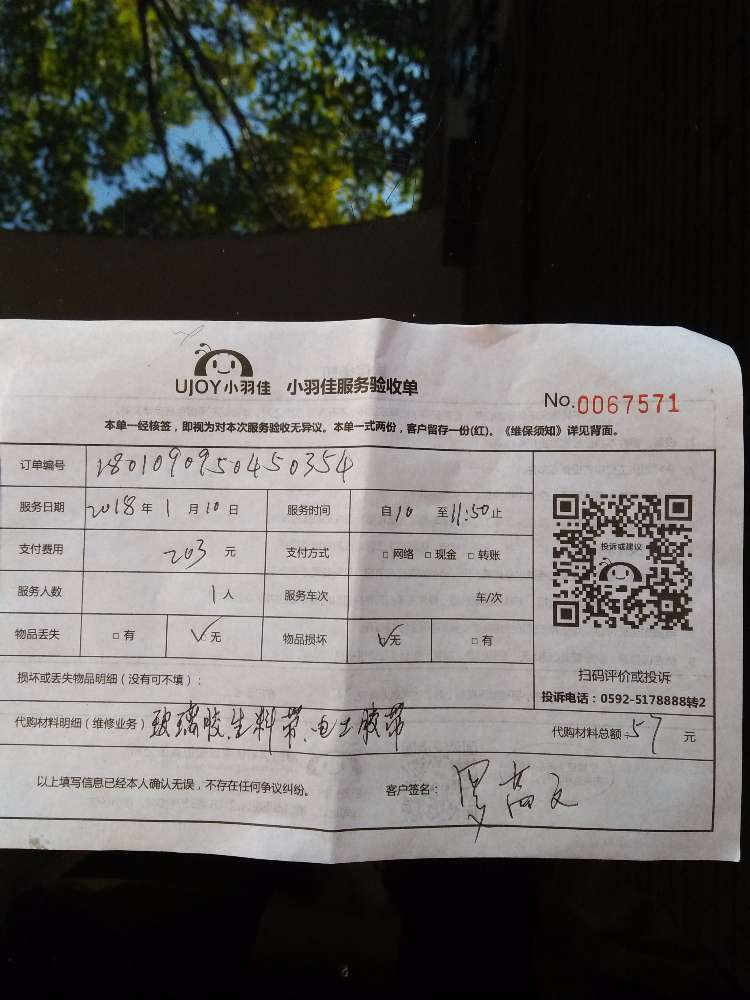 UJOY小羽佳 小羽佳服务验收单
No.0067571
本单一经核签，即视为对本次服务验收无异议。本单一式两份，客户留存一份(红)。《维保须知》详见背面。
订单编号 180109095045​0354
服务日期 2018年1月10日 服务时间 自10至11:50止
支付费用 203元 支付方式 □网络 □现金 □转账
服务人数 1人 服务车次 车/次
物品丢失 □有 ✓□无 物品损坏 ✓□无 □有
投诉或建议
扫码评价或投诉
投诉电话：0592-5178888转2
损坏或丢失物品明细（没有可不填）：
代购材料明细（维修业务）玻璃胶、生料带、电工胶带
代购材料总额：57元
以上填写信息已经本人确认无误，不存在任何争议纠纷。 客户签名：